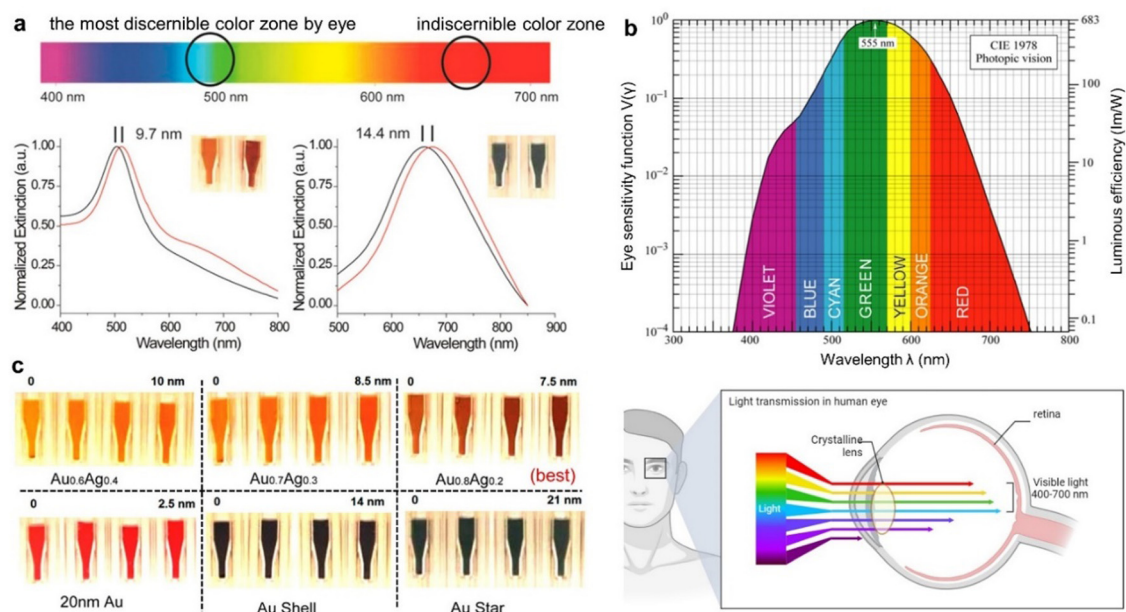 a
the most discernible color zone by eye
indiscernible color zone
400 nm
500 nm
600 nm
700 nm
9.7 nm
Normalized Extinction (a.u.)
1.00
0.75
0.50
0.25
0.00
400
500
600
700
800
Wavelength (nm)
14.4 nm
Normalized Extinction (a.u.)
1.00
0.75
0.50
0.25
0.00
500
600
700
800
900
Wavelength (nm)
b
Eye sensitivity function V(γ)
10⁰
10⁻¹
10⁻²
10⁻³
10⁻⁴
555 nm
CIE 1978
Photopic vision
683
100
10
1
0.1
Luminous efficiency (Im/W)
VIOLET
BLUE
CYAN
GREEN
YELLOW
ORANGE
RED
300
400
500
600
700
800
Wavelength λ (nm)
c
0
10 nm
Au0.6Ag0.4
0
8.5 nm
Au0.7Ag0.3
0
7.5 nm
Au0.8Ag0.2
(best)
0
2.5 nm
20nm Au
0
14 nm
Au Shell
0
21 nm
Au Star
Light transmission in human eye
retina
Crystalline
lens
Light
Visible light
400-700 nm